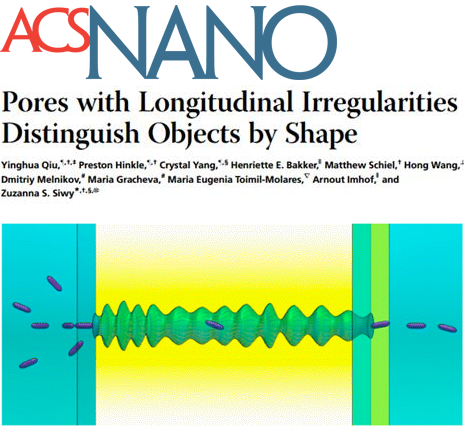 ACSNANO
Pores with Longitudinal Irregularities
Distinguish Objects by Shape
Yinghua Qiu,¶,†,‡ Preston Hinkle,¶,† Crystal Yang,¶,§ Henriette E. Bakker,∥ Matthew Schiel,† Hong Wang,⊥
Dmitriy Melnikov,# Maria Gracheva,# Maria Eugenia Toimil-Molares,▽ Arnout Imhof,∥ and
Zuzanna S. Siwy*,†,§,@